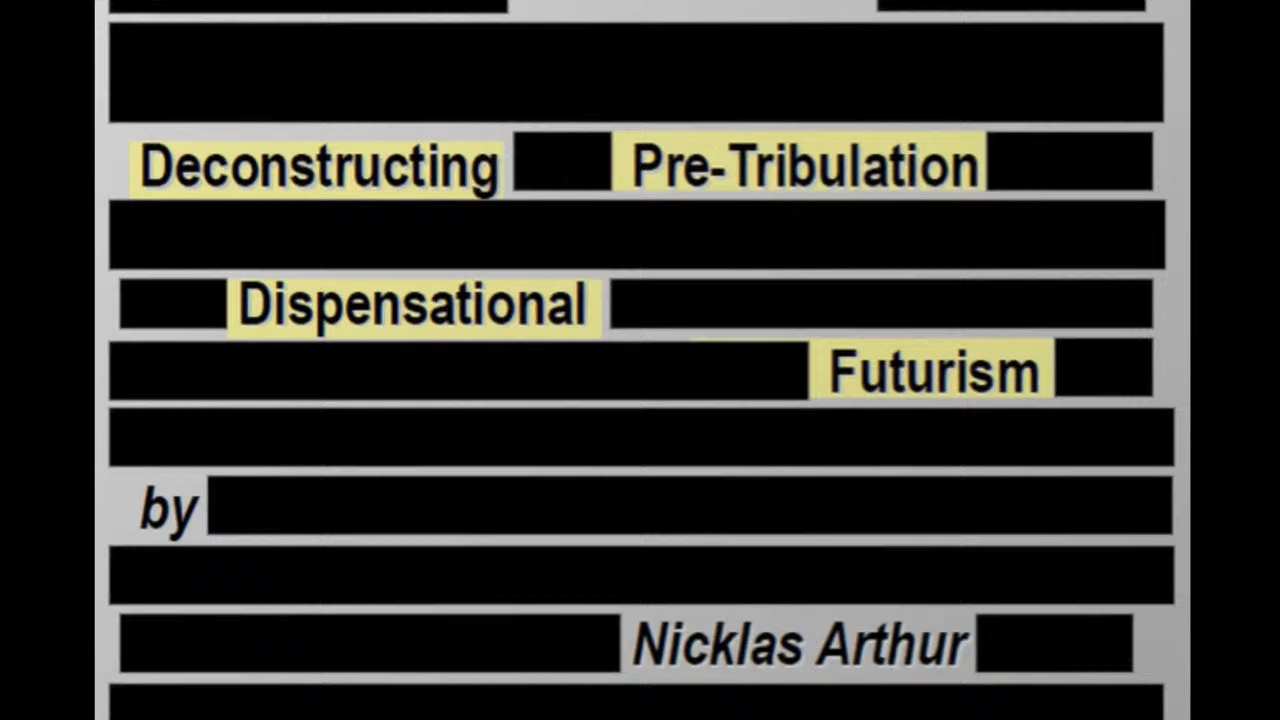 Deconstructing Pre-Tribulation
Dispensational
Futurism
by
Nicklas Arthur